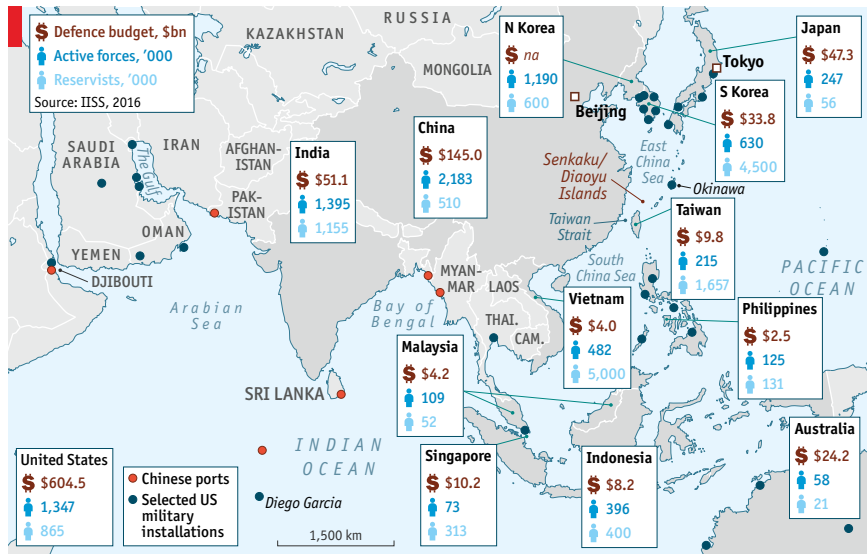 $ Defence budget, $bn
Active forces, ’000
Reservists, ’000
Source: IISS, 2016
RUSSIA
KAZAKHSTAN
MONGOLIA
N Korea
$ na
1,190
600
Japan
$ $47.3
247
56
Tokyo
Beijing
S Korea
$ $33.8
630
4,500
SAUDI
ARABIA
The Gulf
IRAN
AFGHAN-
ISTAN
PAK-
ISTAN
India
$ $51.1
1,395
1,155
China
$ $145.0
2,183
510
Senkaku/
Diaoyu
Islands
East
China
Sea
Okinawa
Taiwan
Strait
Taiwan
$ $9.8
215
1,657
OMAN
YEMEN
DJIBOUTI
Arabian
Sea
Bay of
Bengal
MYAN-
MAR
LAOS
THAI.
CAM.
South
China Sea
PACIFIC
OCEAN
Vietnam
$ $4.0
482
5,000
Philippines
$ $2.5
125
131
Malaysia
$ $4.2
109
52
SRI LANKA
INDIAN
OCEAN
Singapore
$ $10.2
73
313
Indonesia
$ $8.2
396
400
Australia
$ $24.2
58
21
United States
$ $604.5
1,347
865
Chinese ports
Selected US
military
installations
Diego Garcia
1,500 km